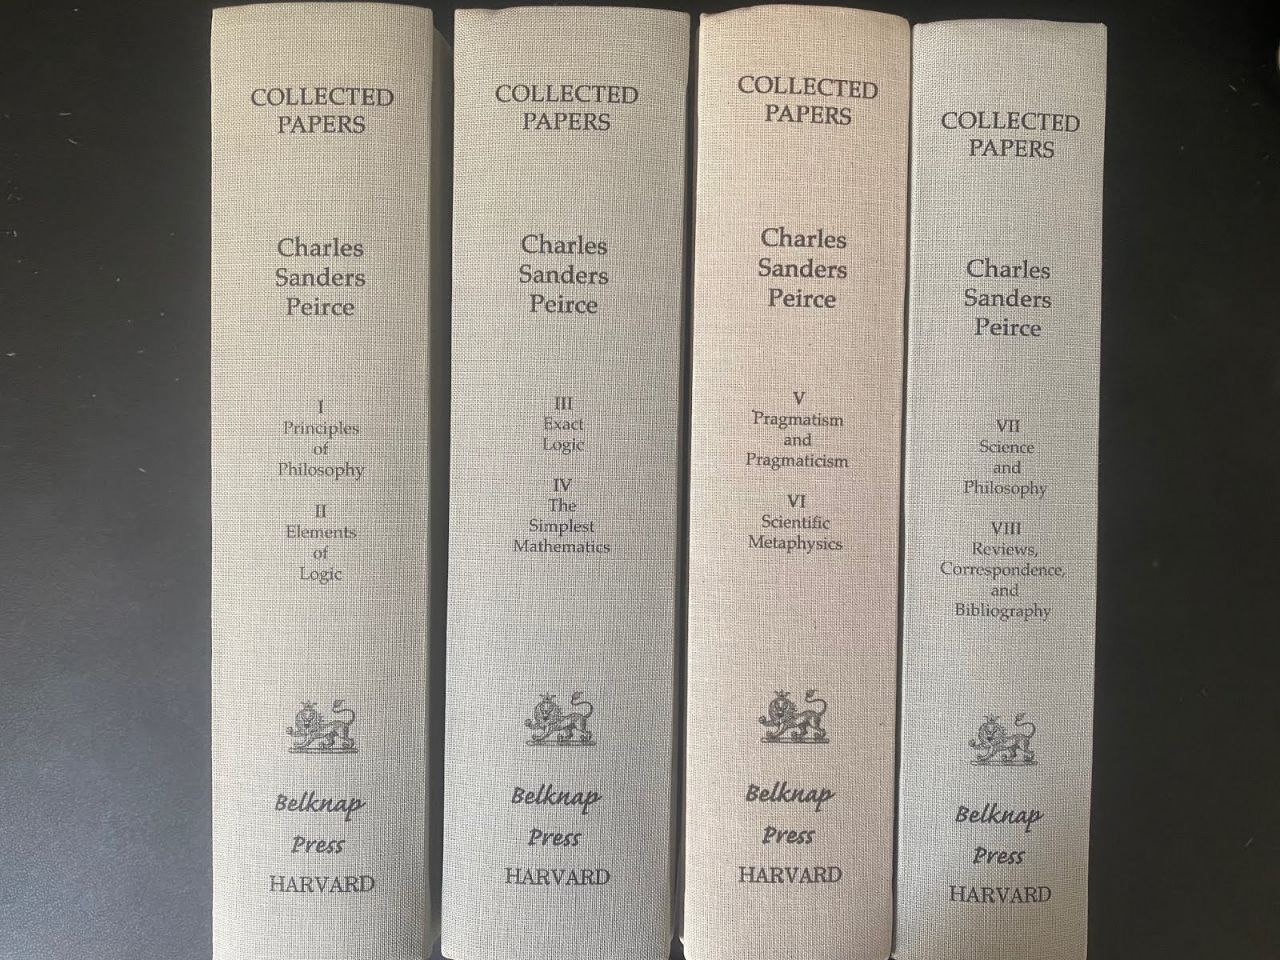 COLLECTED
PAPERS
Charles
Sanders
Peirce
I
Principles
of
Philosophy
II
Elements
of
Logic
Belknap
Press
HARVARD
COLLECTED
PAPERS
Charles
Sanders
Peirce
III
Exact
Logic
IV
The
Simplest
Mathematics
Belknap
Press
HARVARD
COLLECTED
PAPERS
Charles
Sanders
Peirce
V
Pragmatism
and
Pragmaticism
VI
Scientific
Metaphysics
Belknap
Press
HARVARD
COLLECTED
PAPERS
Charles
Sanders
Peirce
VII
Science
and
Philosophy
VIII
Reviews,
Correspondence,
and
Bibliography
Belknap
Press
HARVARD